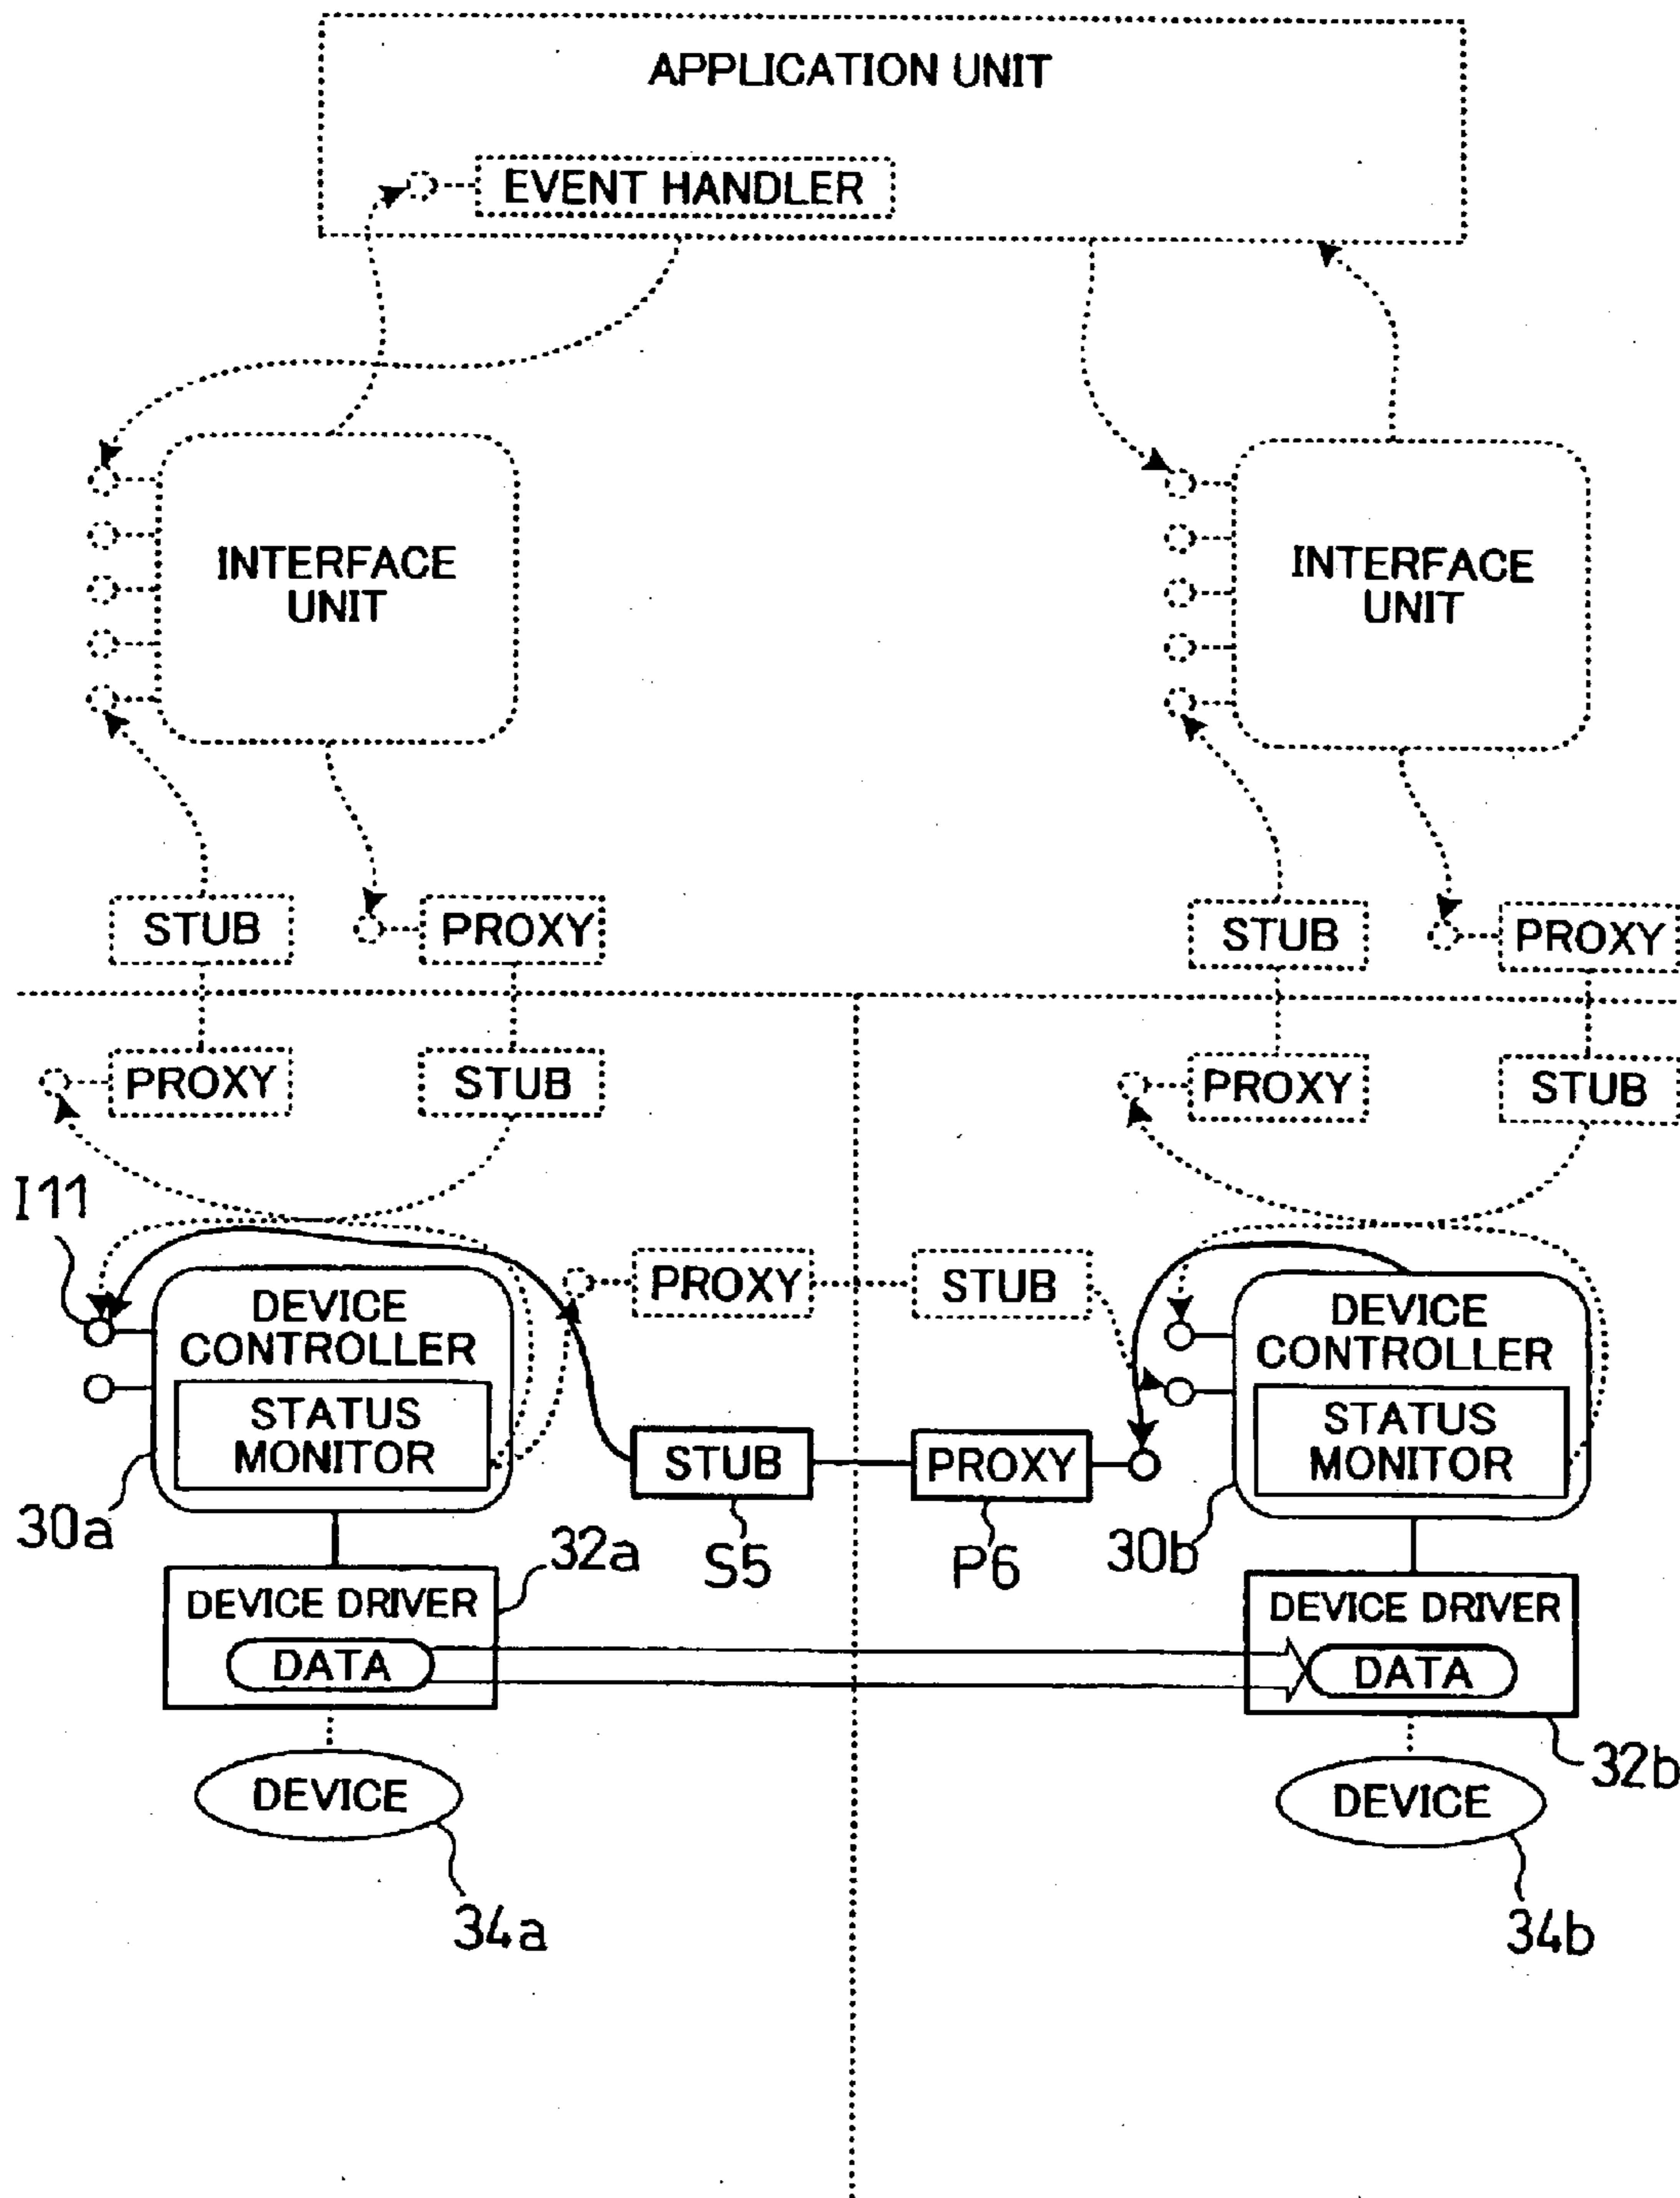 APPLICATION UNIT
EVENT HANDLER
INTERFACE
UNIT
INTERFACE
UNIT
STUB
PROXY
STUB
PROXY
PROXY
STUB
PROXY
STUB
I11
PROXY
STUB
DEVICE
CONTROLLER
STATUS
MONITOR
DEVICE
CONTROLLER
STATUS
MONITOR
STUB
PROXY
30a
S5
P6
30b
32a
DEVICE DRIVER
DATA
DEVICE DRIVER
DATA
32b
DEVICE
DEVICE
34a
34b